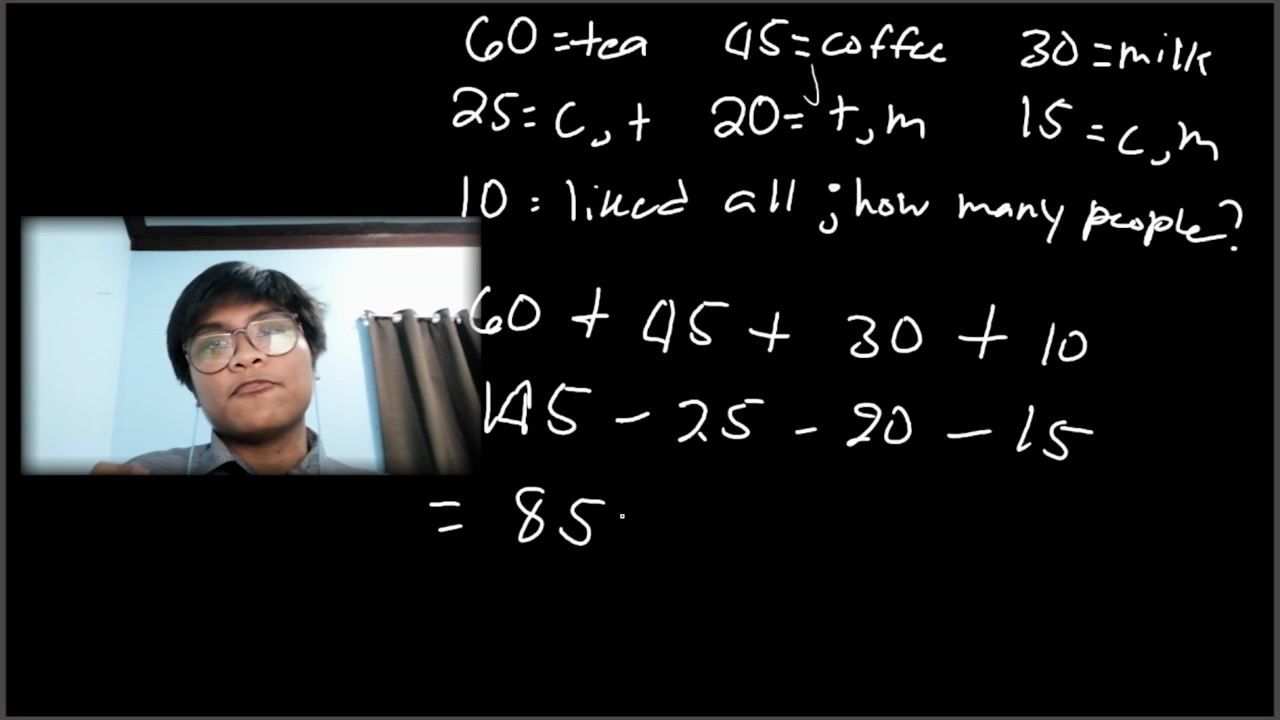 60 = tea 45 = coffee 30 = milk
25 = c, t 20 = t, m 15 = c, m
10 = liked all ; how many people?
60 + 45 + 30 + 10
145 - 25 - 20 - 15
= 85